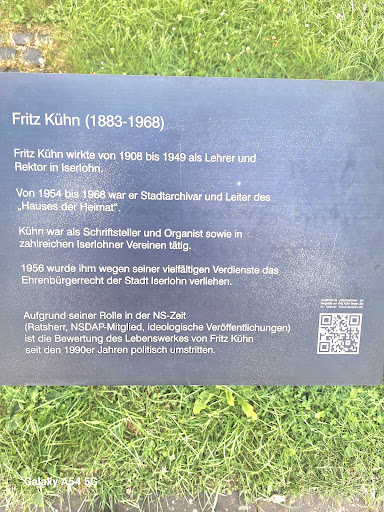 Fritz Kühn (1883-1968)
Fritz Kühn wirkte von 1908 bis 1949 als Lehrer und
Rektor in Iserlohn.
Von 1954 bis 1968 war er Stadtarchivar und Leiter des
„Hauses der Heimat“.
Kühn war als Schriftsteller und Organist sowie in
zahlreichen Iserlohner Vereinen tätig.
1956 wurde ihm wegen seiner vielfältigen Verdienste das
Ehrenbürgerrecht der Stadt Iserlohn verliehen.
Aufgrund seiner Rolle in der NS-Zeit
(Ratsherr, NSDAP-Mitglied, ideologische Veröffentlichungen)
ist die Bewertung des Lebenswerkes von Fritz Kühn
seit den 1990er Jahren politisch umstritten.
Galaxy A54 5G